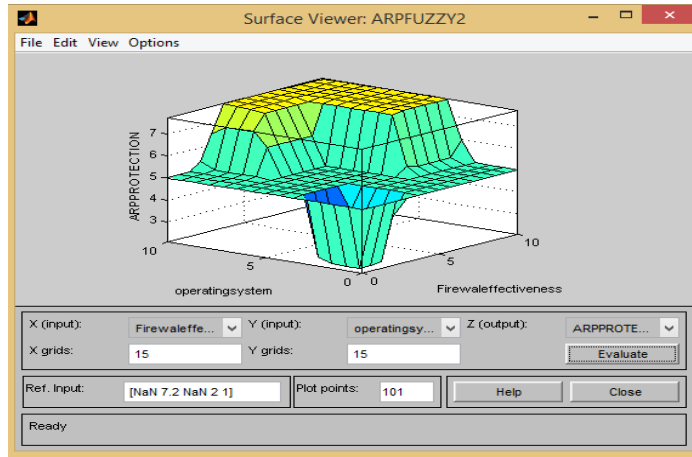 Surface Viewer: ARPFUZZY2
File Edit View Options
ARPPROTECTION
7
6
5
4
3
10
5
0
operatingsystem
0
5
10
Firewaleffectiveness
X (input): Firewaleffe... Y (input): operatingsy... Z (output): ARPPROTE...
X grids: 15 Y grids: 15 Evaluate
Ref. Input: [NaN 7.2 NaN 2 1] Plot points: 101 Help Close
Ready